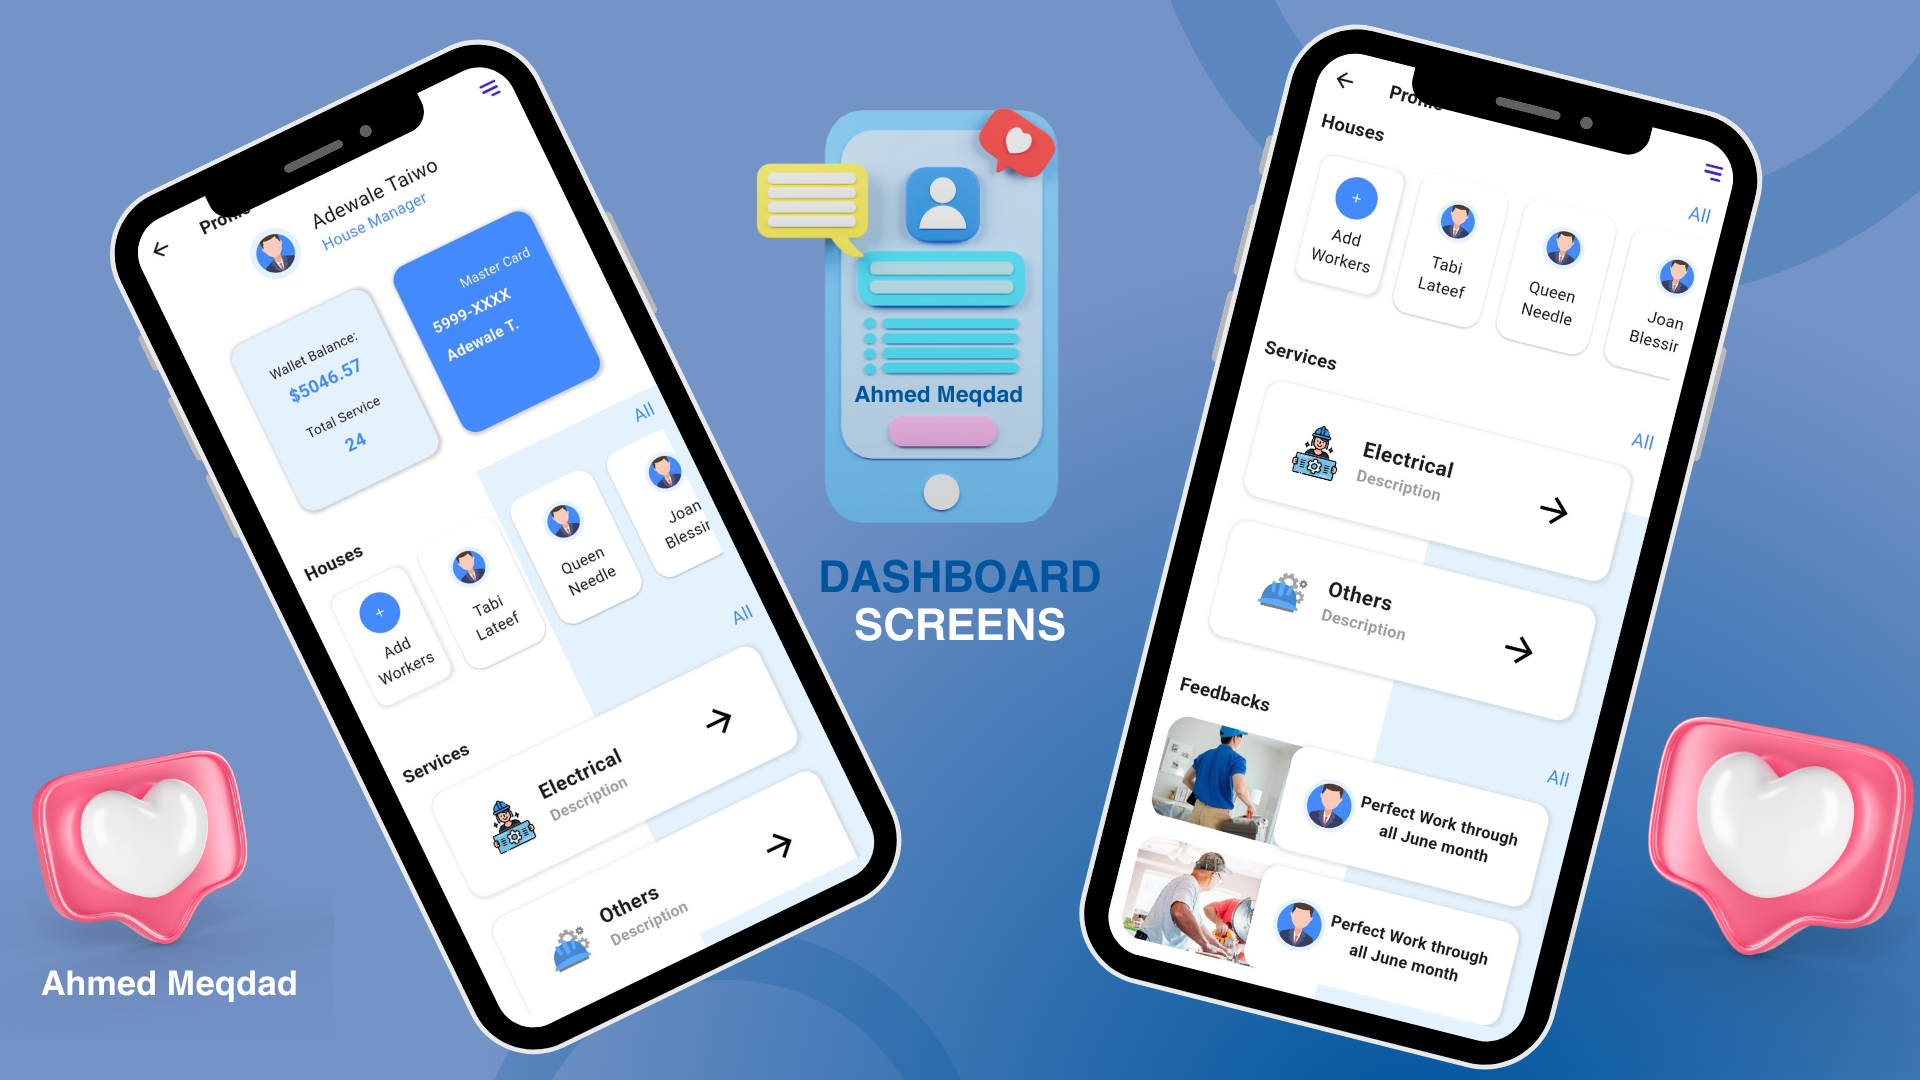 Profile
Adewale Taiwo
House Manager
Wallet Balance:
$5046.57
Total Service
24
Master Card
5999-XXXX
Adewale T.
Houses
All
Add
Workers
Tabi
Lateef
Queen
Needle
Joan
Blessir
Services
All
Electrical
Description
Others
Description
Ahmed Meqdad
Ahmed Meqdad
DASHBOARD
SCREENS
Profile
Houses
All
Add
Workers
Tabi
Lateef
Queen
Needle
Joan
Blessir
Services
All
Electrical
Description
Others
Description
Feedbacks
All
Perfect Work through
all June month
Perfect Work through
all June month